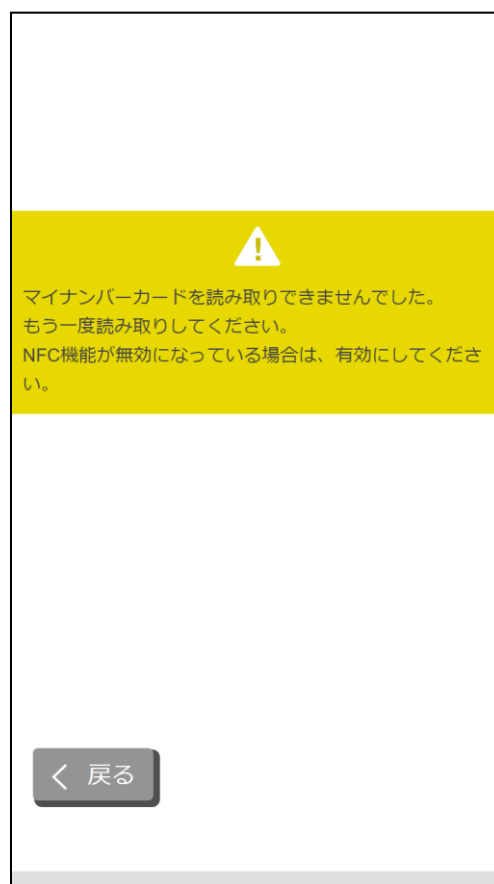 マイナンバーカードを読み取りできませんでした。
もう一度読み取りしてください。
NFC機能が無効になっている場合は、有効にしてくださ
い。
戻る